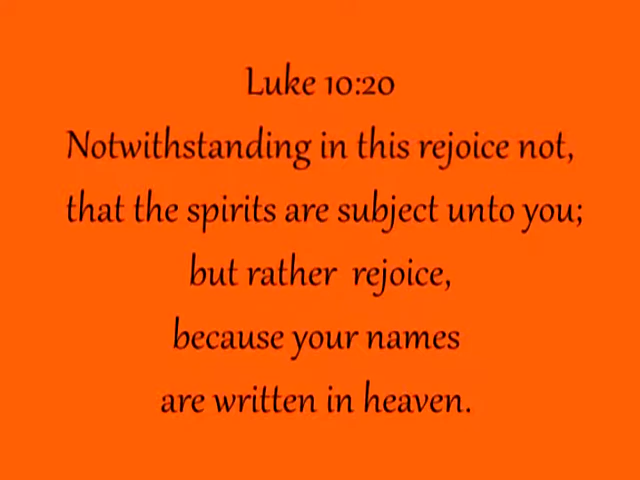 Luke 10:20
Notwithstanding in this rejoice not,
that the spirits are subject unto you;
but rather rejoice,
because your names
are written in heaven.